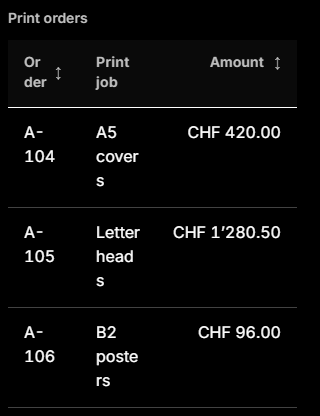 Print orders
Or Print Amount
der job
A- A5 CHF 420.00
104 cover
s
A- Letter CHF 1’280.50
105 head
s
A- B2 CHF 96.00
106 poste
rs